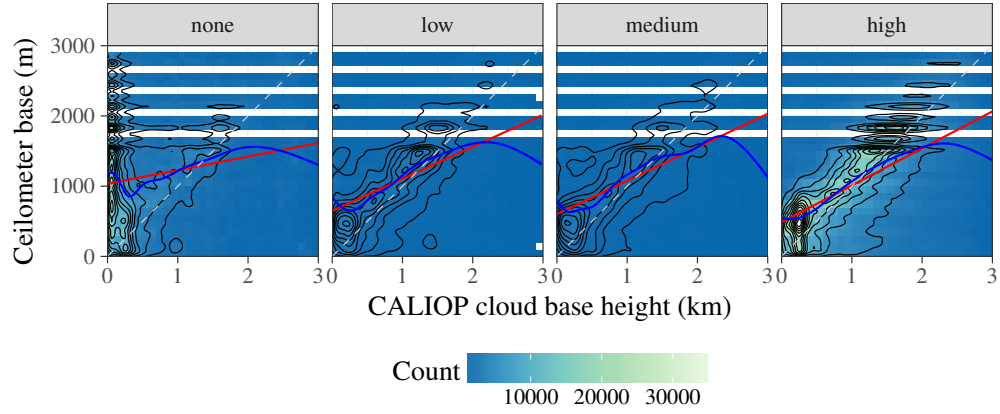 none low medium high
Ceilometer base (m)
3000
2000
1000
0
0 1 2 3 0 1 2 3 0 1 2 3 0 1 2 3
CALIOP cloud base height (km)
Count
10000 20000 30000